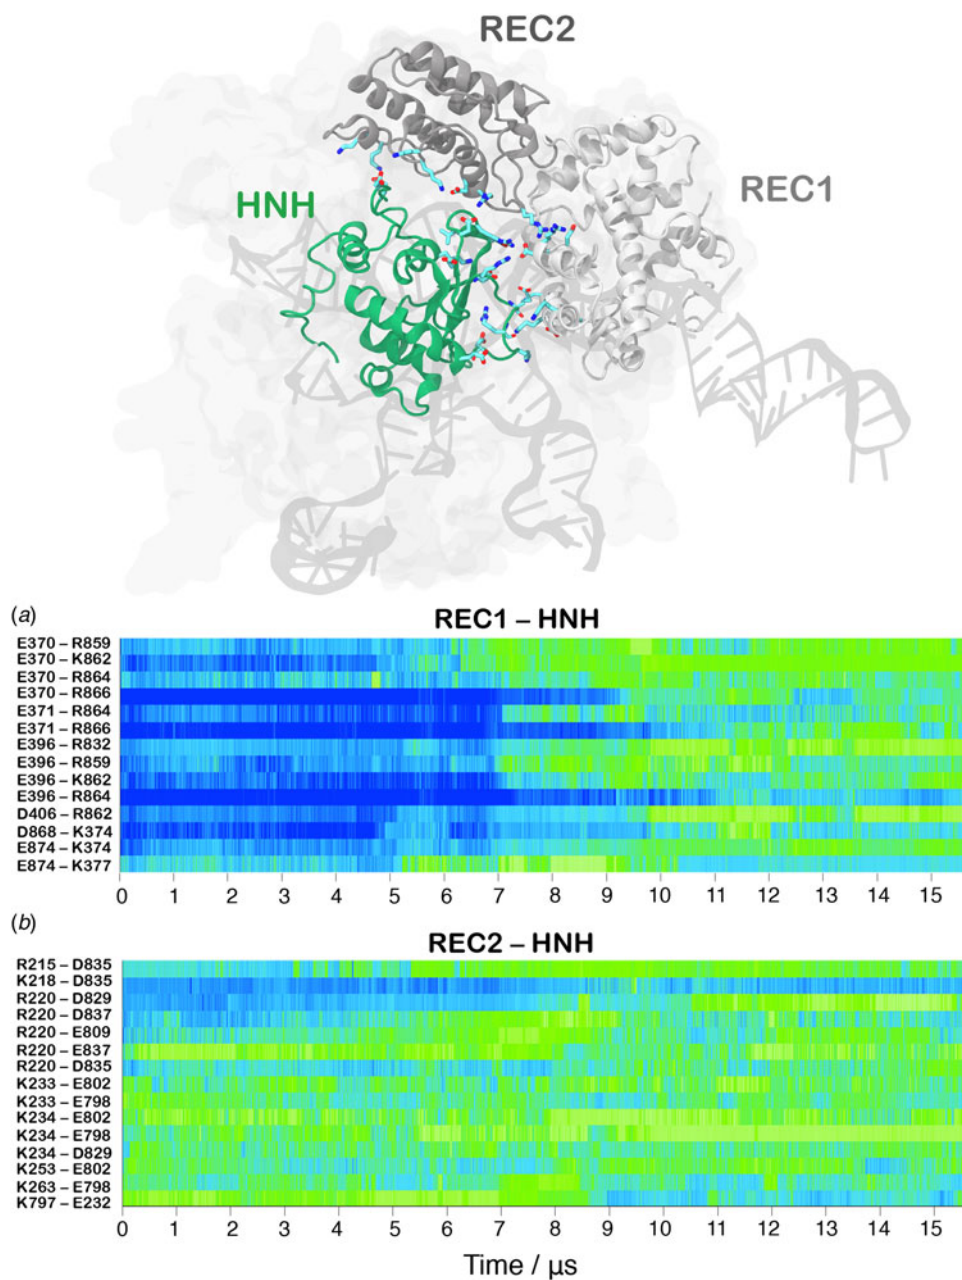 REC2
REC1
HNH
(a)
REC1 – HNH
E370 – R859
E370 – K862
E370 – R864
E370 – R866
E371 – R864
E371 – R866
E396 – R832
E396 – R859
E396 – K862
E396 – R864
D406 – R862
D868 – K374
E874 – K374
E874 – K377
0 1 2 3 4 5 6 7 8 9 10 11 12 13 14 15
(b)
REC2 – HNH
R215 – D835
K218 – D835
R220 – D829
R220 – D837
R220 – E809
R220 – E837
R220 – D835
K233 – E802
K233 – E798
K234 – E802
K234 – E798
K234 – D829
K253 – E802
K263 – E798
K797 – E232
0 1 2 3 4 5 6 7 8 9 10 11 12 13 14 15
Time / µs